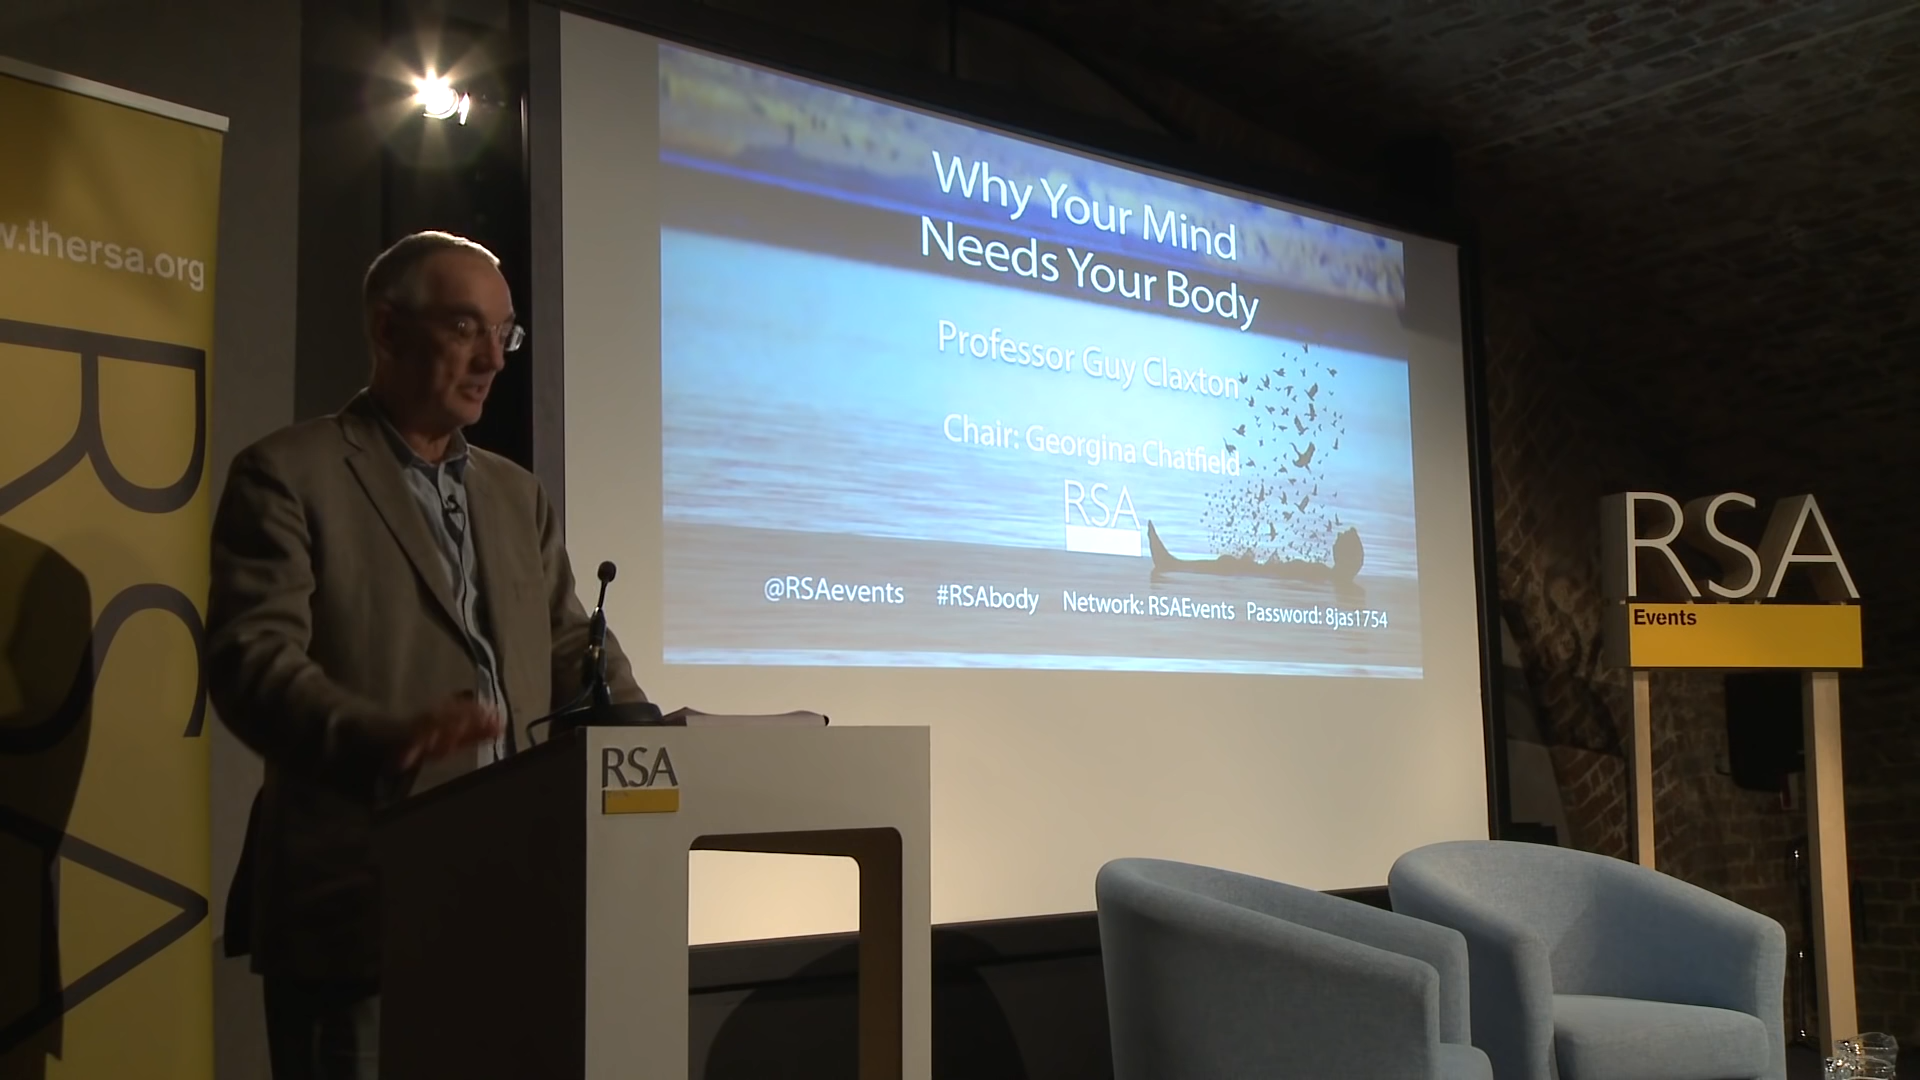 w.thersa.org
RSA
Why Your Mind
Needs Your Body
Professor Guy Claxton
Chair: Georgina Chatfield
RSA
@RSAevents #RSAbody Network: RSAEvents Password: 8jas1754
RSA
RSA
Events